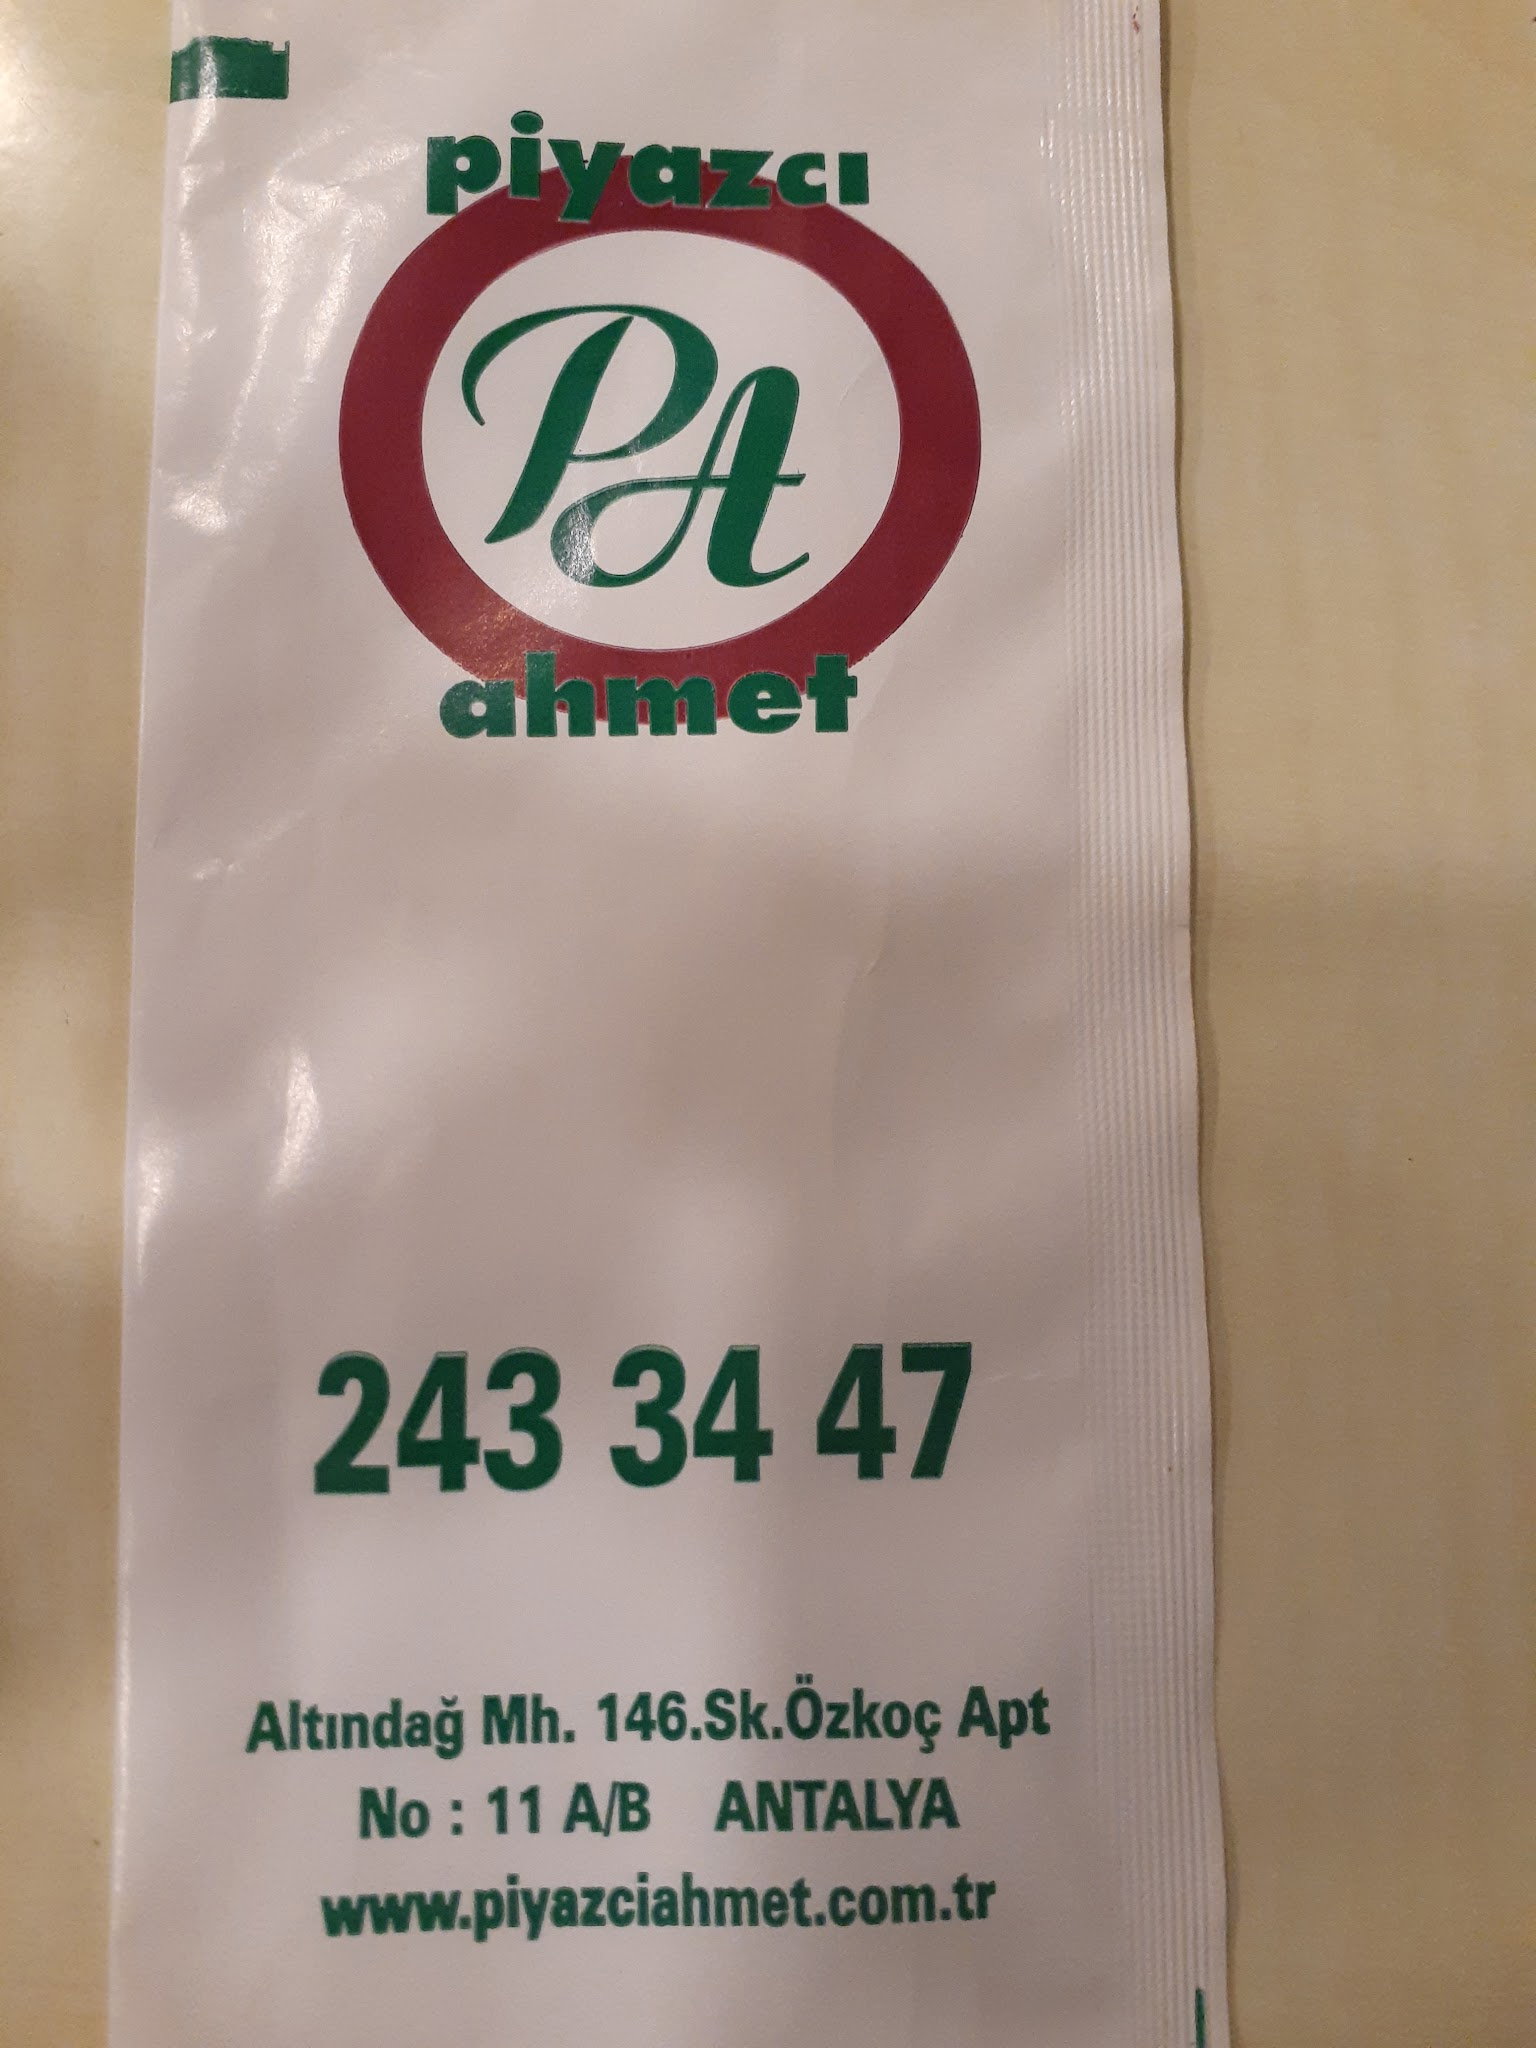 piyazcı
PA
ahmet
243 34 47
Altındağ Mh. 146.Sk.Özkoç Apt
No : 11 A/B ANTALYA
www.piyazciahmet.com.tr